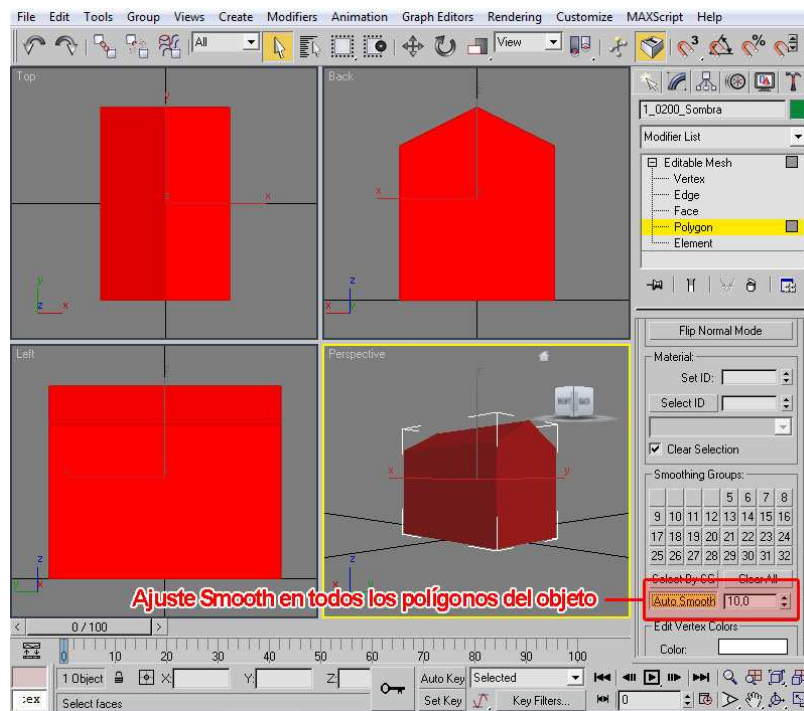 File Edit Tools Group Views Create Modifiers Animation Graph Editors Rendering Customize MAXScript Help
All
View
Top
Back
Left
Perspective
y
x
z
RIGHT BACK
1_0200_Sombra
Modifier List
Editable Mesh
Vertex
Edge
Face
Polygon
Element
Flip Normal Mode
Material:
Set ID:
Select ID
Clear Selection
Smoothing Groups:
5 6 7 8
9 10 11 12 13 14 15 16
17 18 19 20 21 22 23 24
25 26 27 28 29 30 31 32
Select By SG Clear All
Auto Smooth 10,0
Edit Vertex Colors
Color:
Ajuste Smooth en todos los polígonos del objeto
< 0 / 100 >
0 10 20 30 40 50 60 70 80 90 100
1 Object X: Y: Z: Auto Key Selected
:ex Select faces Set Key Key Filters... 0